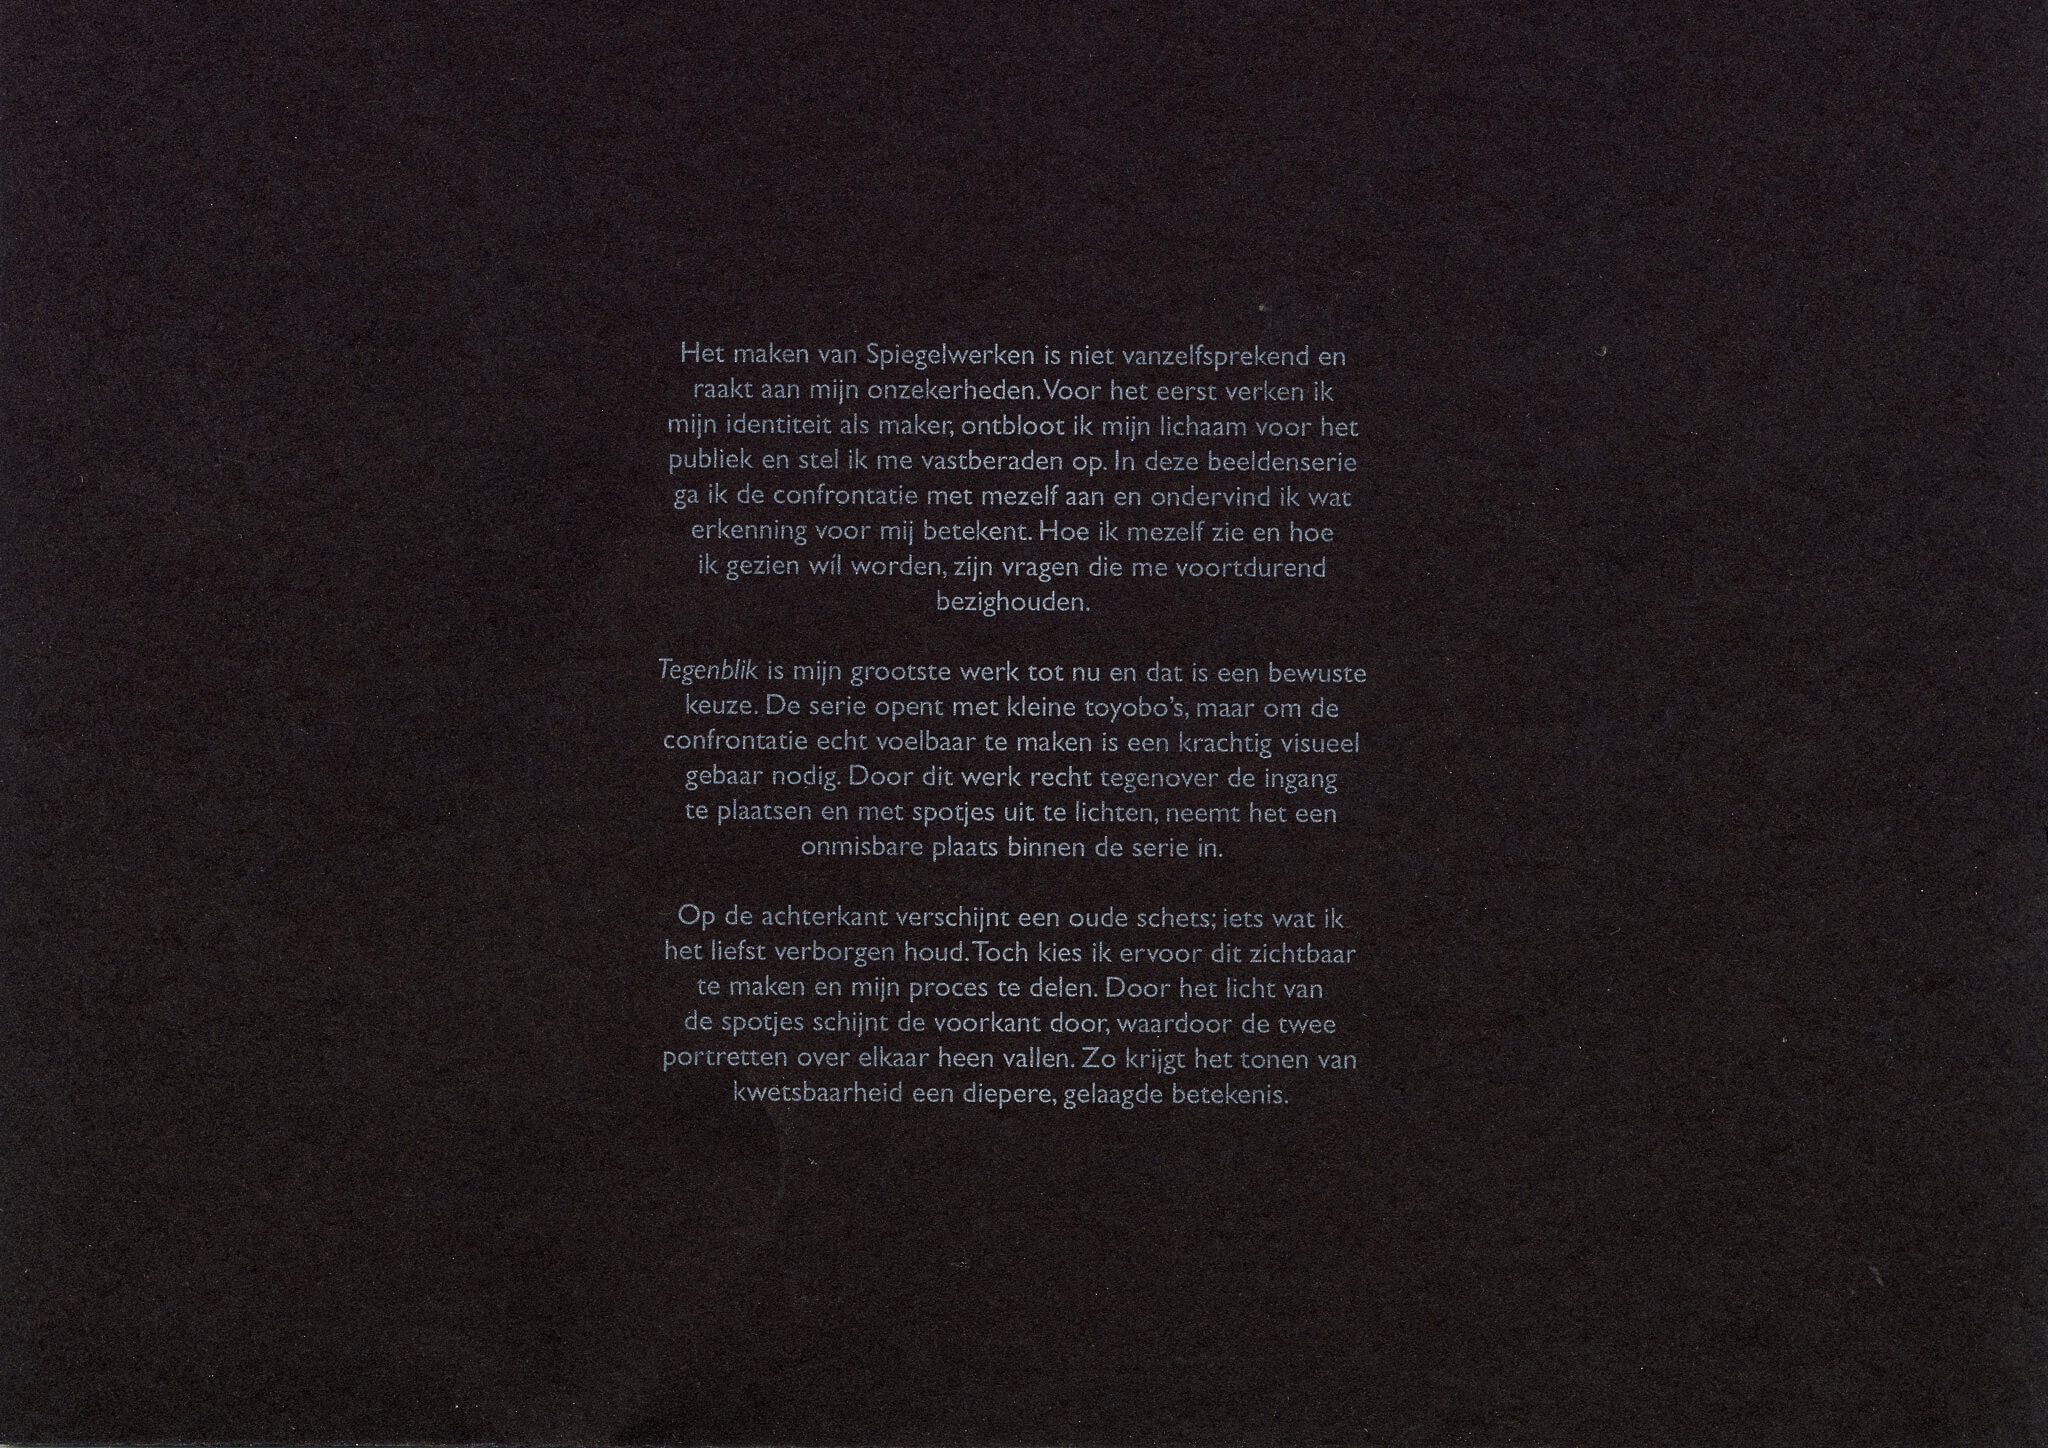 Het maken van Spiegelwerken is niet vanzelfsprekend en
raakt aan mijn onzekerheden. Voor het eerst verken ik
mijn identiteit als maker, ontbloot ik mijn lichaam voor het
publiek en stel ik me vastberaden op. In deze beeldenserie
ga ik de confrontatie met mezelf aan en ondervind ik wat
erkenning voor mij betekent. Hoe ik mezelf zie en hoe
ik gezien wíl worden, zijn vragen die me voortdurend
bezighouden.
Tegenblik is mijn grootste werk tot nu en dat is een bewuste
keuze. De serie opent met kleine toyobo's, maar om de
confrontatie echt voelbaar te maken is een krachtig visueel
gebaar nodig. Door dit werk recht tegenover de ingang
te plaatsen en met spotjes uit te lichten, neemt het een
onmisbare plaats binnen de serie in.
Op de achterkant verschijnt een oude schets; iets wat ik
het liefst verborgen houd. Toch kies ik ervoor dit zichtbaar
te maken en mijn proces te delen. Door het licht van
de spotjes schijnt de voorkant door, waardoor de twee
portretten over elkaar heen vallen. Zo krijgt het tonen van
kwetsbaarheid een diepere, gelaagde betekenis.